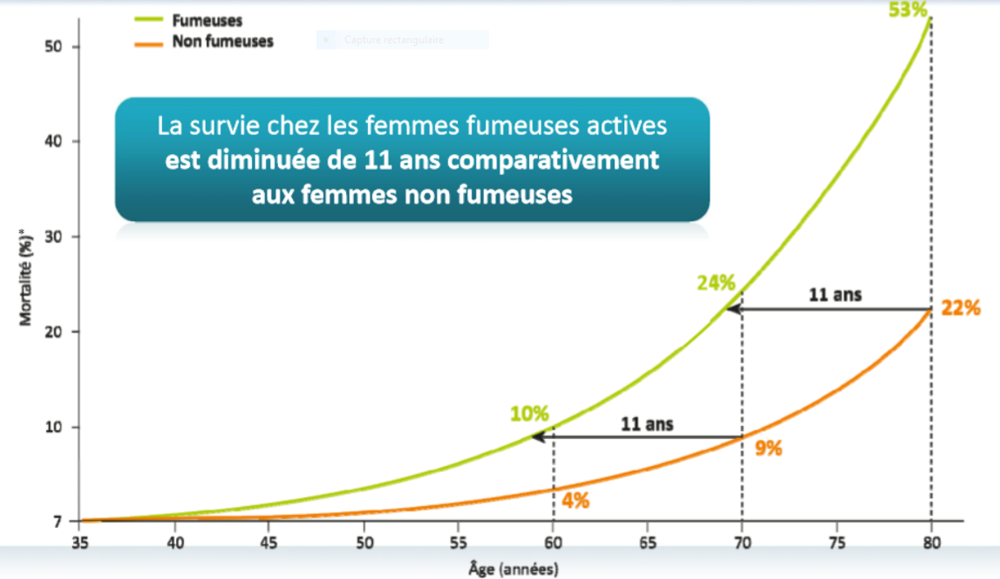 53%
Fumeuses
Non fumeuses
Capture rectangulaire
50
La survie chez les femmes fumeuses actives
est diminuée de 11 ans comparativement
aux femmes non fumeuses
40
30
Mortalité (%)*
24%
11 ans
22%
20
10%
11 ans
10
9%
4%
7
35
40
45
50
55
60
65
70
75
80
Âge (années)